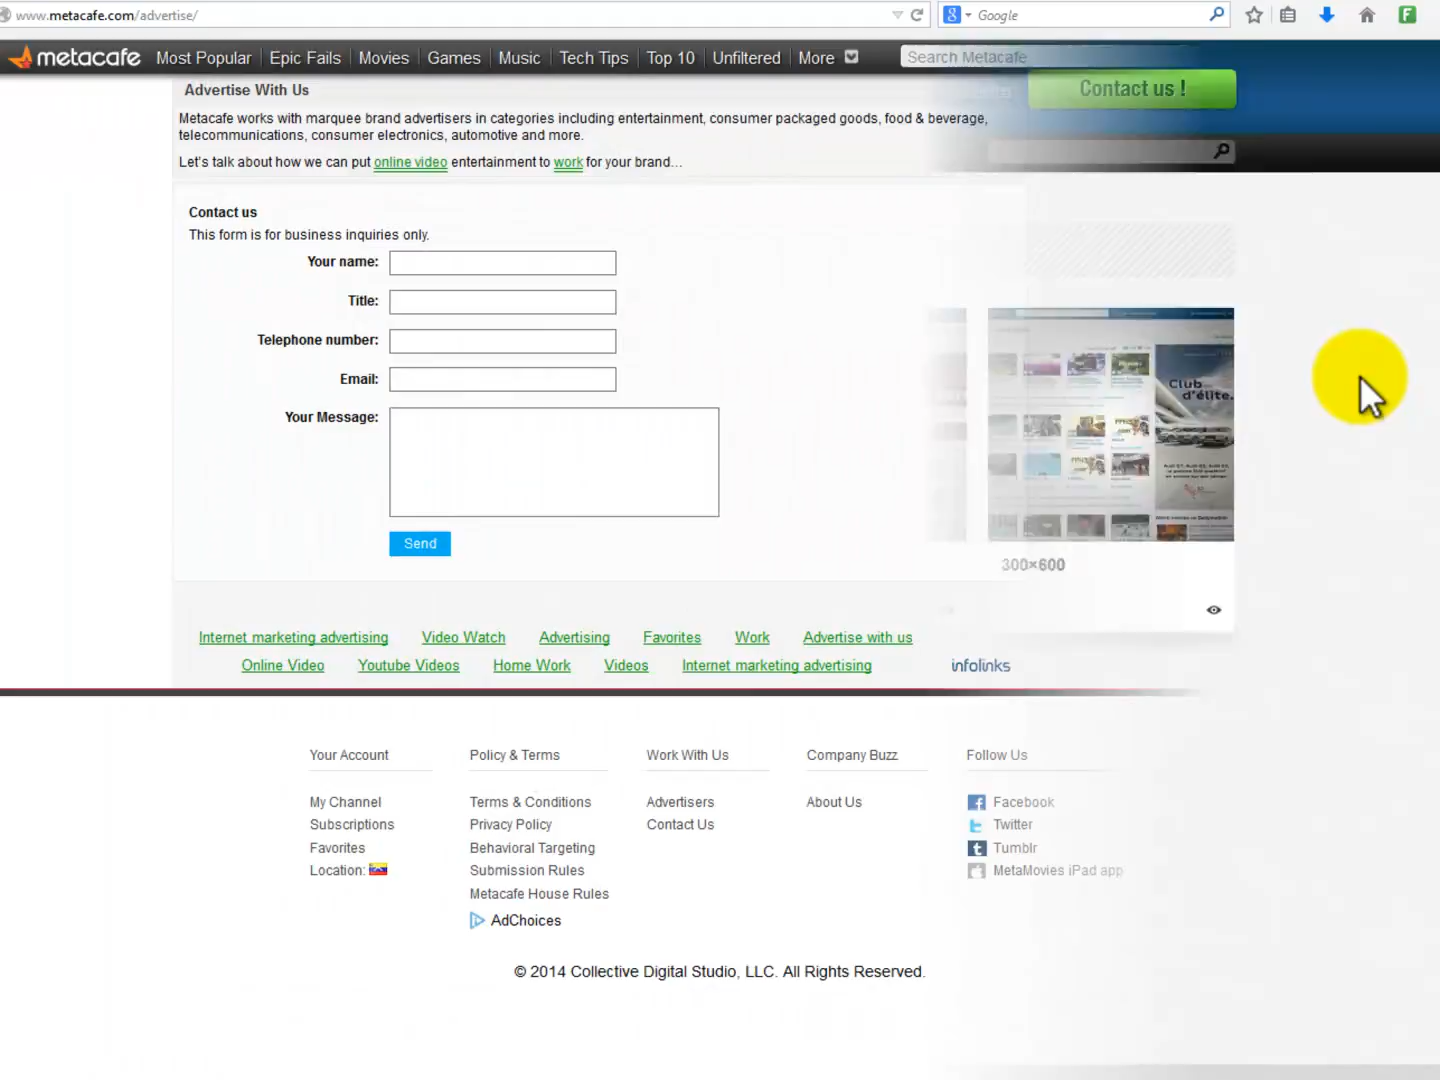 www.metacafe.com/advertise/
Google
metacafe Most Popular Epic Fails Movies Games Music Tech Tips Top 10 Unfiltered More Search Metacafe
Contact us !
Advertise With Us
Metacafe works with marquee brand advertisers in categories including entertainment, consumer packaged goods, food & beverage,
telecommunications, consumer electronics, automotive and more.
Let's talk about how we can put online video entertainment to work for your brand...
Contact us
This form is for business inquiries only.
Your name:
Title:
Telephone number:
Email:
Your Message:
Send
Club
d'élite.
300×600
Internet marketing advertising Video Watch Advertising Favorites Work Advertise with us
Online Video Youtube Videos Home Work Videos Internet marketing advertising infolinks
Your Account Policy & Terms Work With Us Company Buzz Follow Us
My Channel Terms & Conditions Advertisers About Us Facebook
Subscriptions Privacy Policy Contact Us Twitter
Favorites Behavioral Targeting Tumblr
Location: Submission Rules MetaMovies iPad app
Metacafe House Rules
AdChoices
© 2014 Collective Digital Studio, LLC. All Rights Reserved.